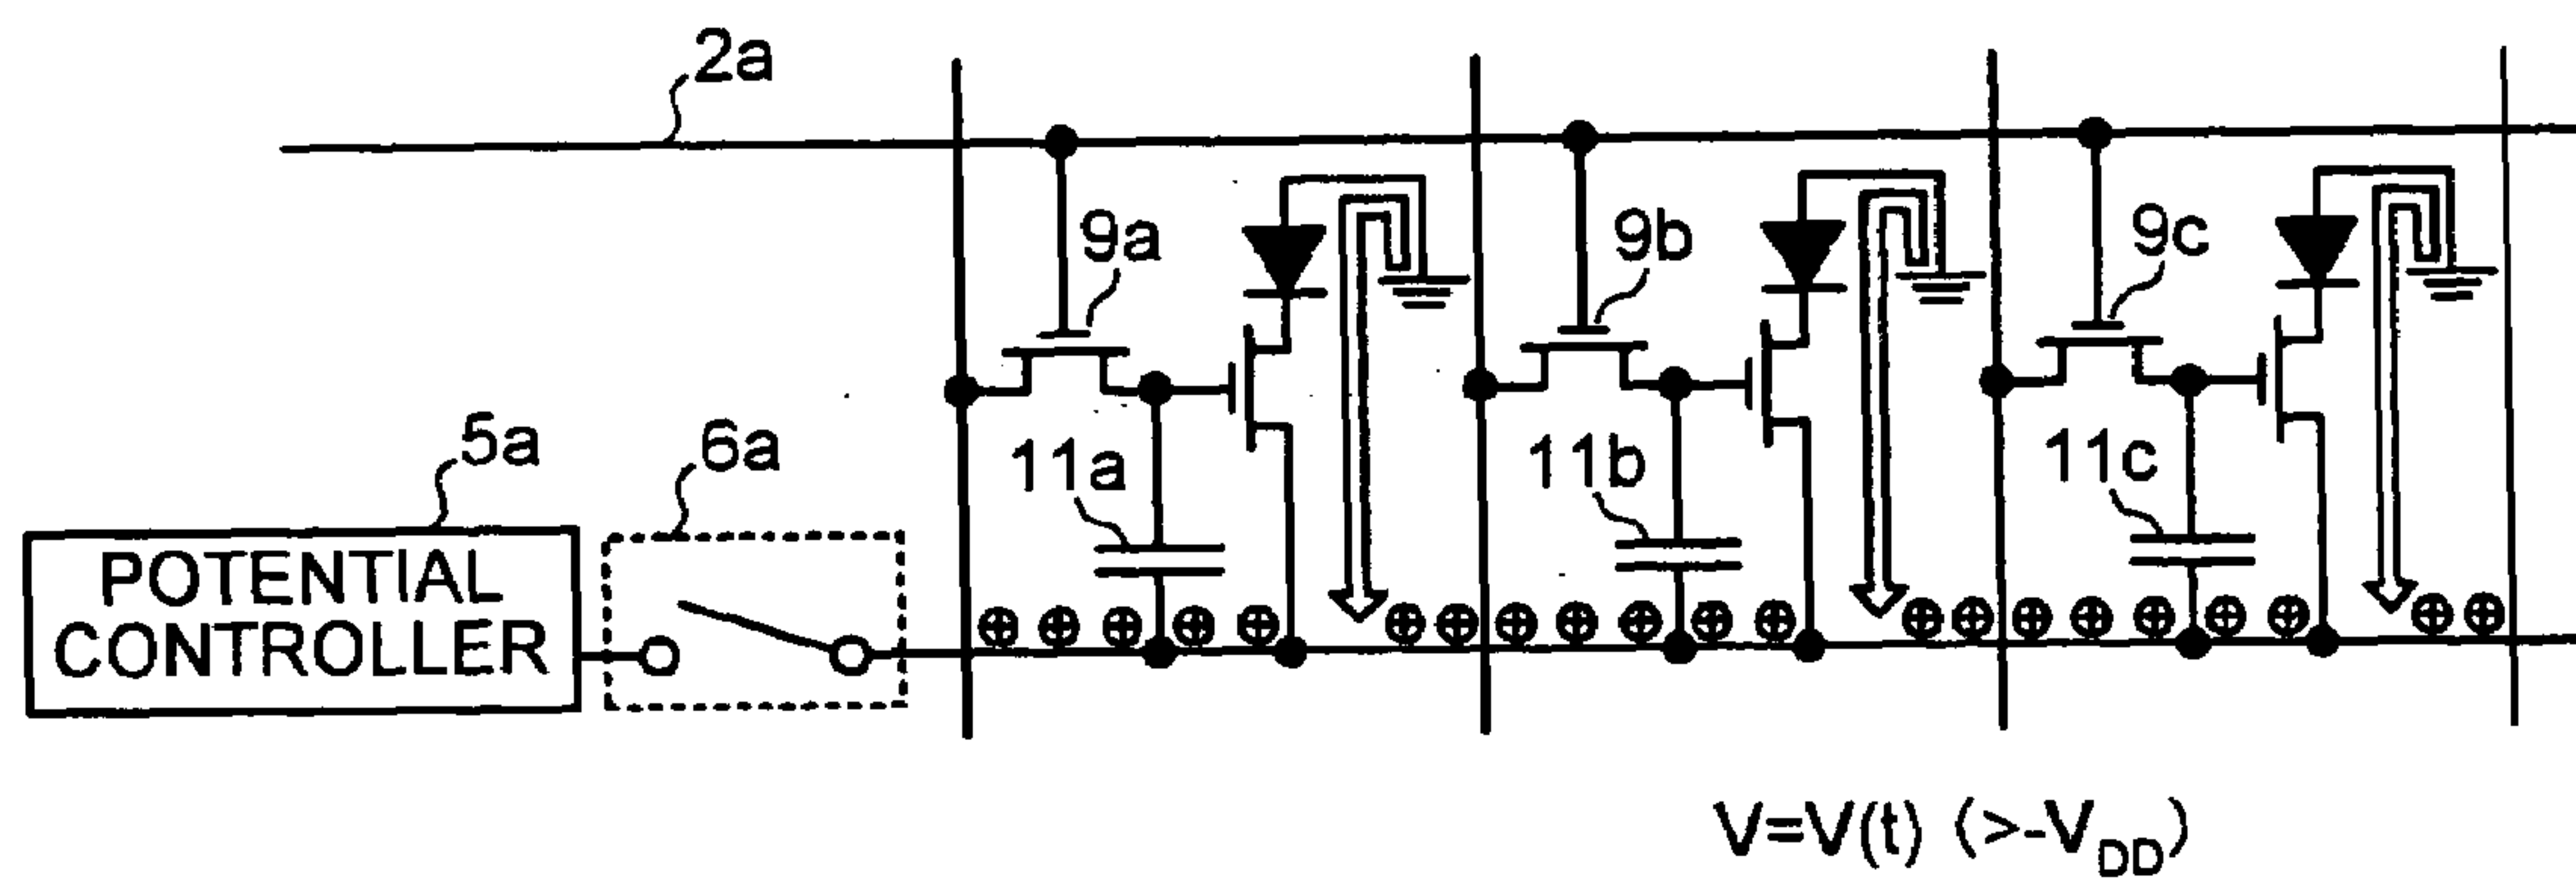 2a
9a
9b
9c
5a
6a
11a
11b
11c
POTENTIAL
CONTROLLER
V=V(t) (>-VDD)